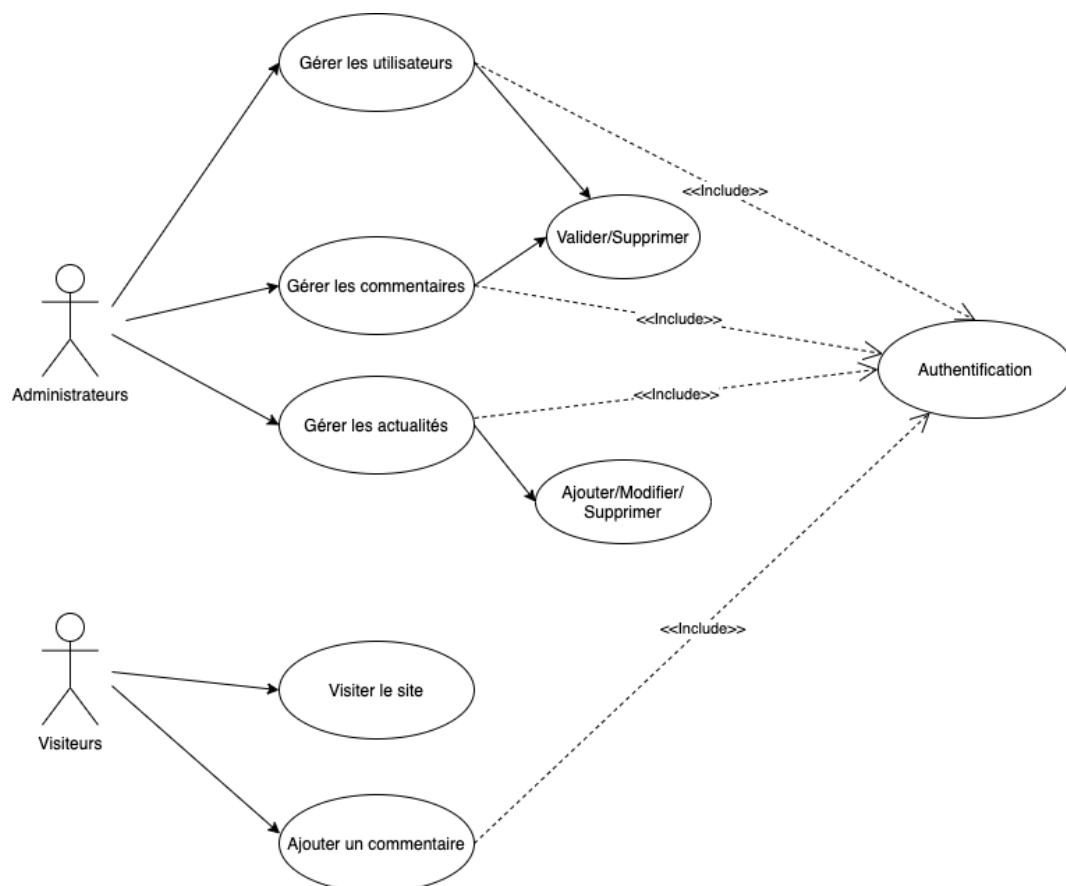 Gérer les utilisateurs
<<Include>>
Valider/Supprimer
Gérer les commentaires
<<Include>>
Administrateurs
Authentification
<<Include>>
Gérer les actualités
Ajouter/Modifier/
Supprimer
<<Include>>
Visiter le site
Visiteurs
Ajouter un commentaire